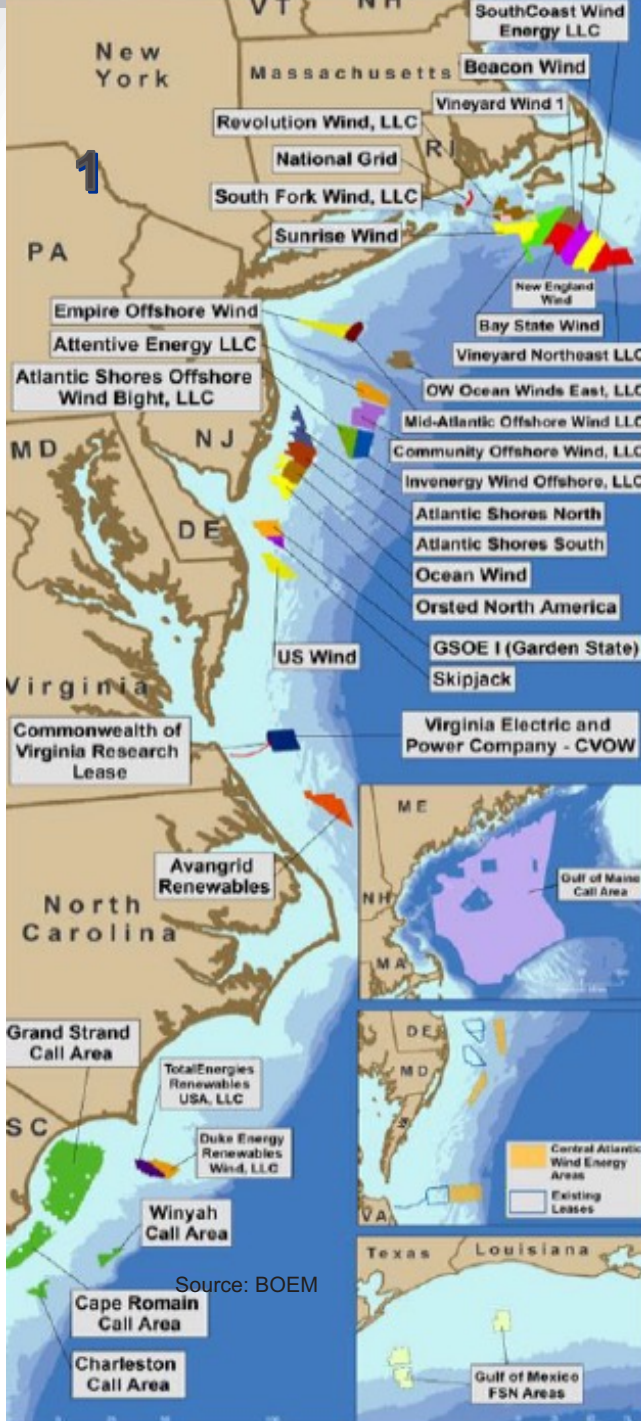 VT
NH
SouthCoast Wind
Energy LLC
New
York
Massachusetts
Beacon Wind
Vineyard Wind 1
Revolution Wind, LLC
RI
National Grid
1
South Fork Wind, LLC
Sunrise Wind
PA
New England
Wind
Empire Offshore Wind
Bay State Wind
Attentive Energy LLC
Vineyard Northeast LLC
Atlantic Shores Offshore
Wind Bight, LLC
OW Ocean Winds East, LLC
Mid-Atlantic Offshore Wind LLC
NJ
MD
Community Offshore Wind, LLC
Invenergy Wind Offshore, LLC
Atlantic Shores North
DE
Atlantic Shores South
Ocean Wind
Orsted North America
GSOE I (Garden State)
US Wind
Skipjack
Virginia
Commonwealth of
Virginia Research
Lease
Virginia Electric and
Power Company - CVOW
ME
Avangrid
Renewables
Gulf of Maine
Call Area
NH
North
Carolina
MA
Grand Strand
Call Area
DE
TotalEnergies
Renewables
USA, LLC
MD
SC
Duke Energy
Renewables
Wind, LLC
Central Atlantic
Wind Energy
Areas
Existing
Leases
Winyah
Call Area
VA
Texas
Louisiana
Source: BOEM
Cape Romain
Call Area
Charleston
Call Area
Gulf of Mexico
FSN Areas